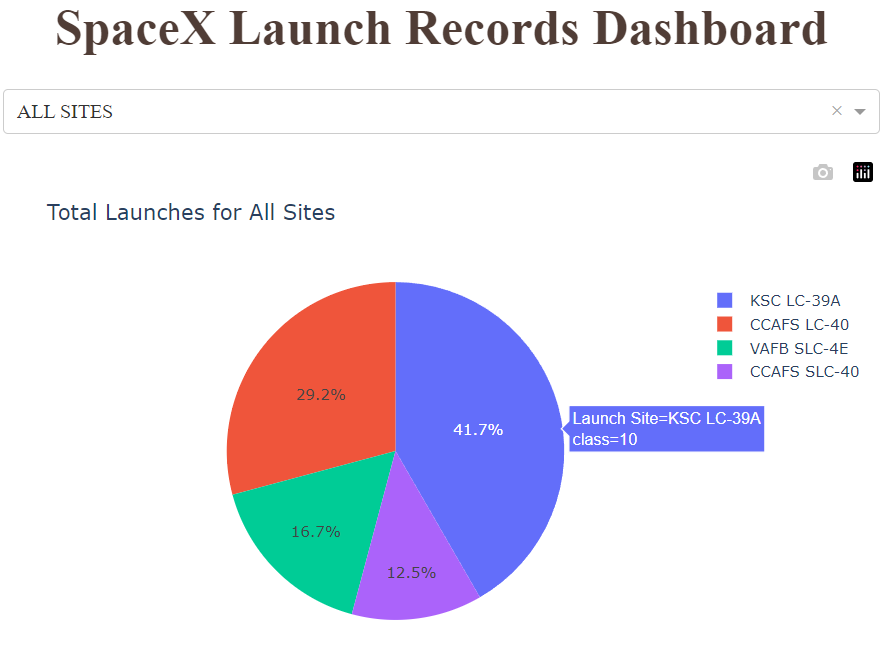 SpaceX Launch Records Dashboard
ALL SITES
Total Launches for All Sites
KSC LC-39A
CCAFS LC-40
VAFB SLC-4E
CCAFS SLC-40
29.2%
41.7%
Launch Site=KSC LC-39A
class=10
16.7%
12.5%